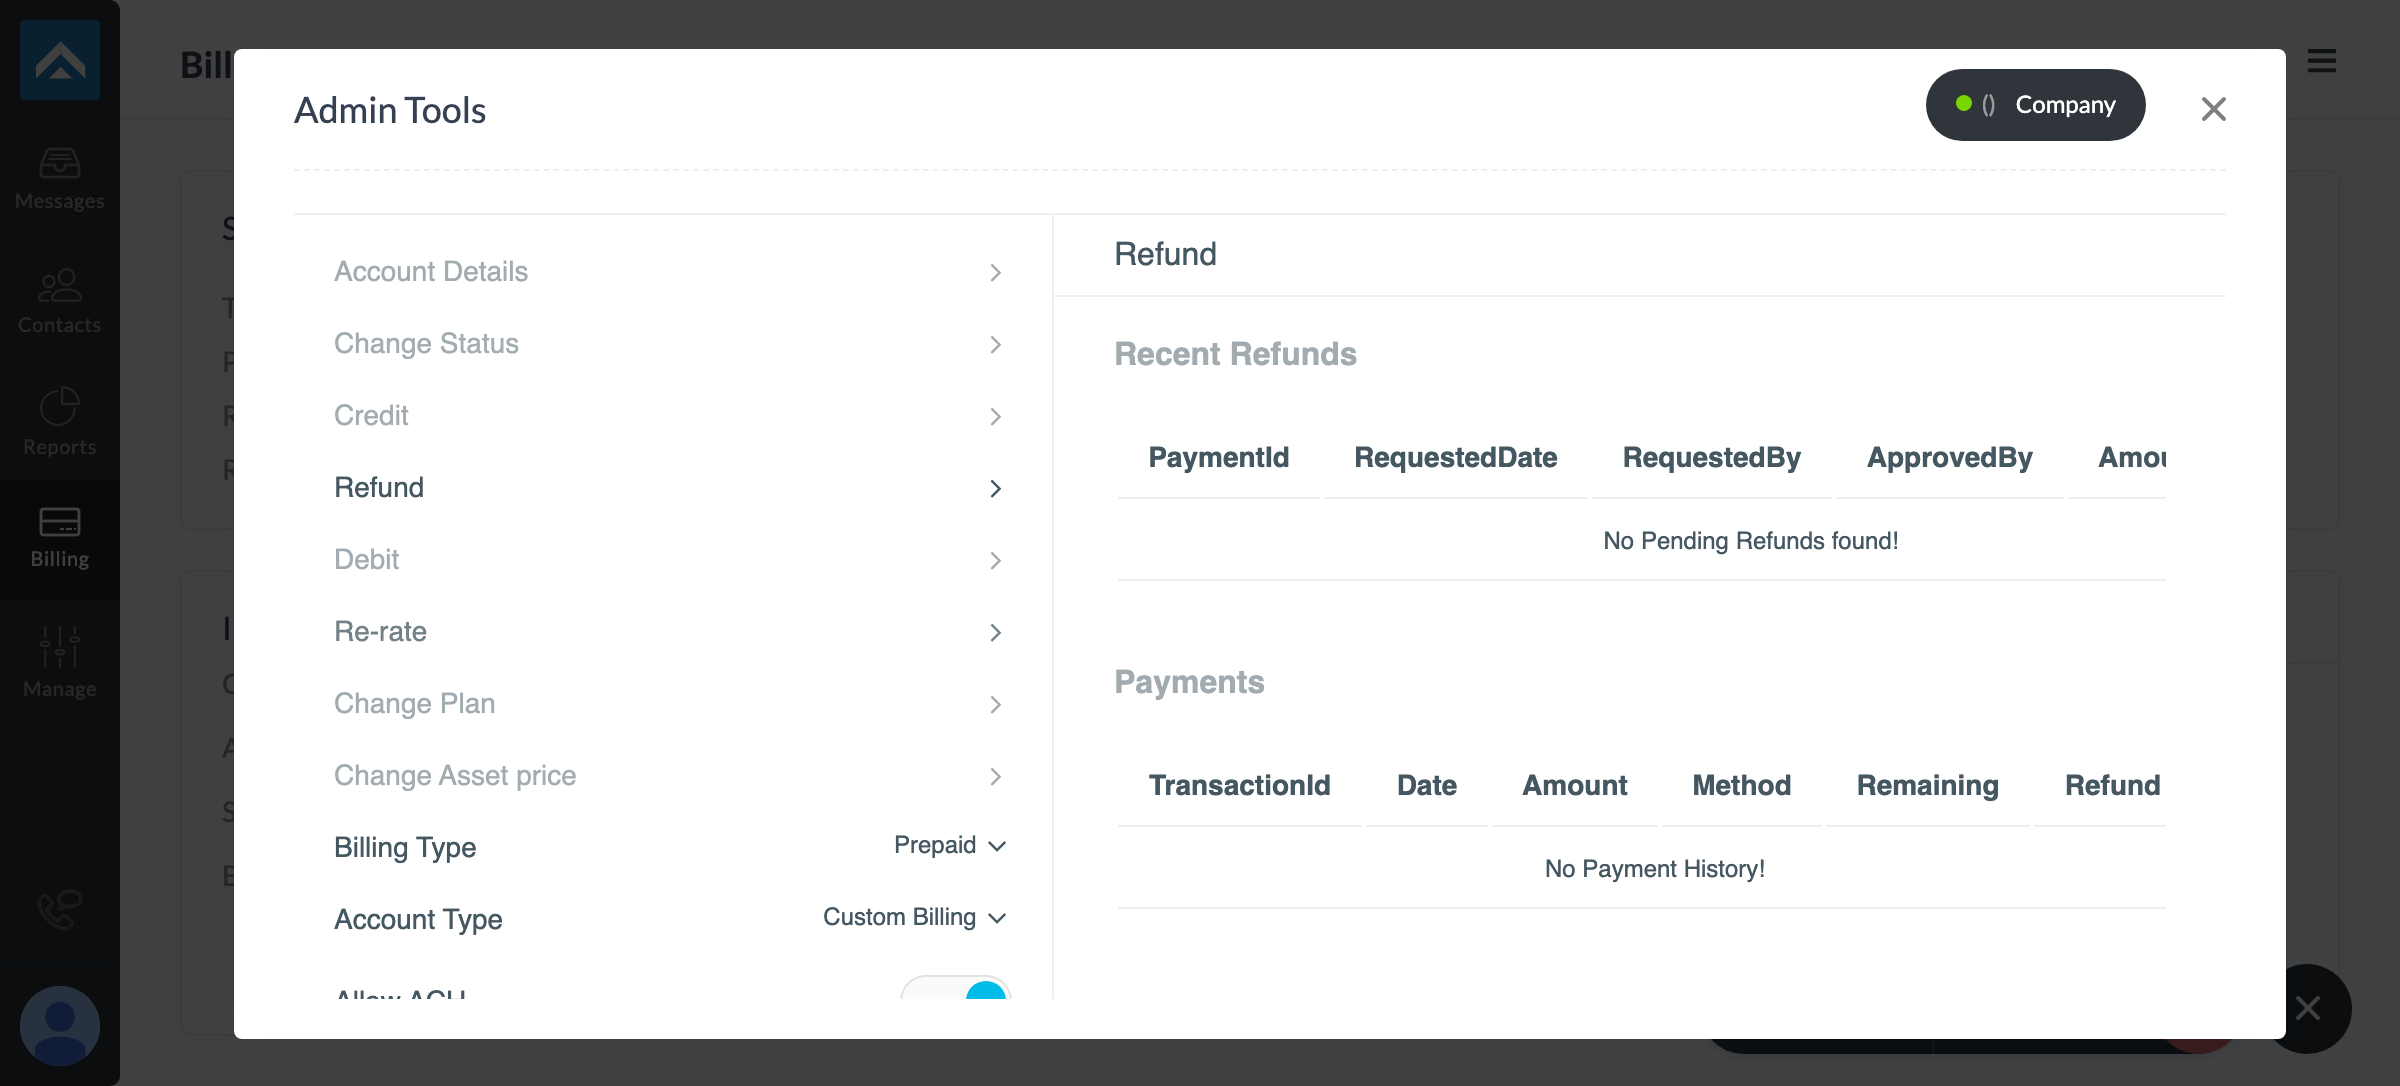 Messages
Contacts
Reports
Billing
Manage
Bill
Admin Tools
() Company
Account Details
Change Status
Credit
Refund
Debit
Re-rate
Change Plan
Change Asset price
Billing Type Prepaid
Account Type Custom Billing
Allow ACH
Refund
Recent Refunds
PaymentId RequestedDate RequestedBy ApprovedBy Amou
No Pending Refunds found!
Payments
TransactionId Date Amount Method Remaining Refund
No Payment History!